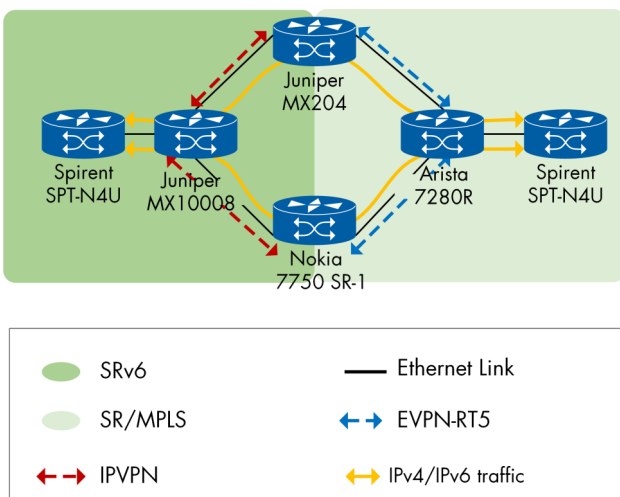 Juniper
MX204
Spirent
SPT-N4U
Juniper
MX10008
Arista
7280R
Spirent
SPT-N4U
Nokia
7750 SR-1
SRv6
Ethernet Link
SR/MPLS
EVPN-RT5
IPVPN
IPv4/IPv6 traffic